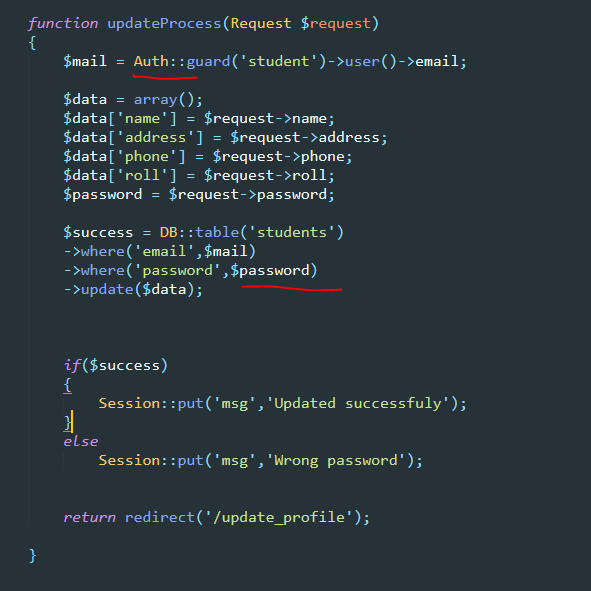 function updateProcess(Request $request)
{
$mail = Auth::guard('student')->user()->email;
$data = array();
$data['name'] = $request->name;
$data['address'] = $request->address;
$data['phone'] = $request->phone;
$data['roll'] = $request->roll;
$password = $request->password;
$success = DB::table('students')
->where('email',$mail)
->where('password',$password)
->update($data);
if($success)
{
Session::put('msg','Updated successfuly');
}
else
Session::put('msg','Wrong password');
return redirect('/update_profile');
}